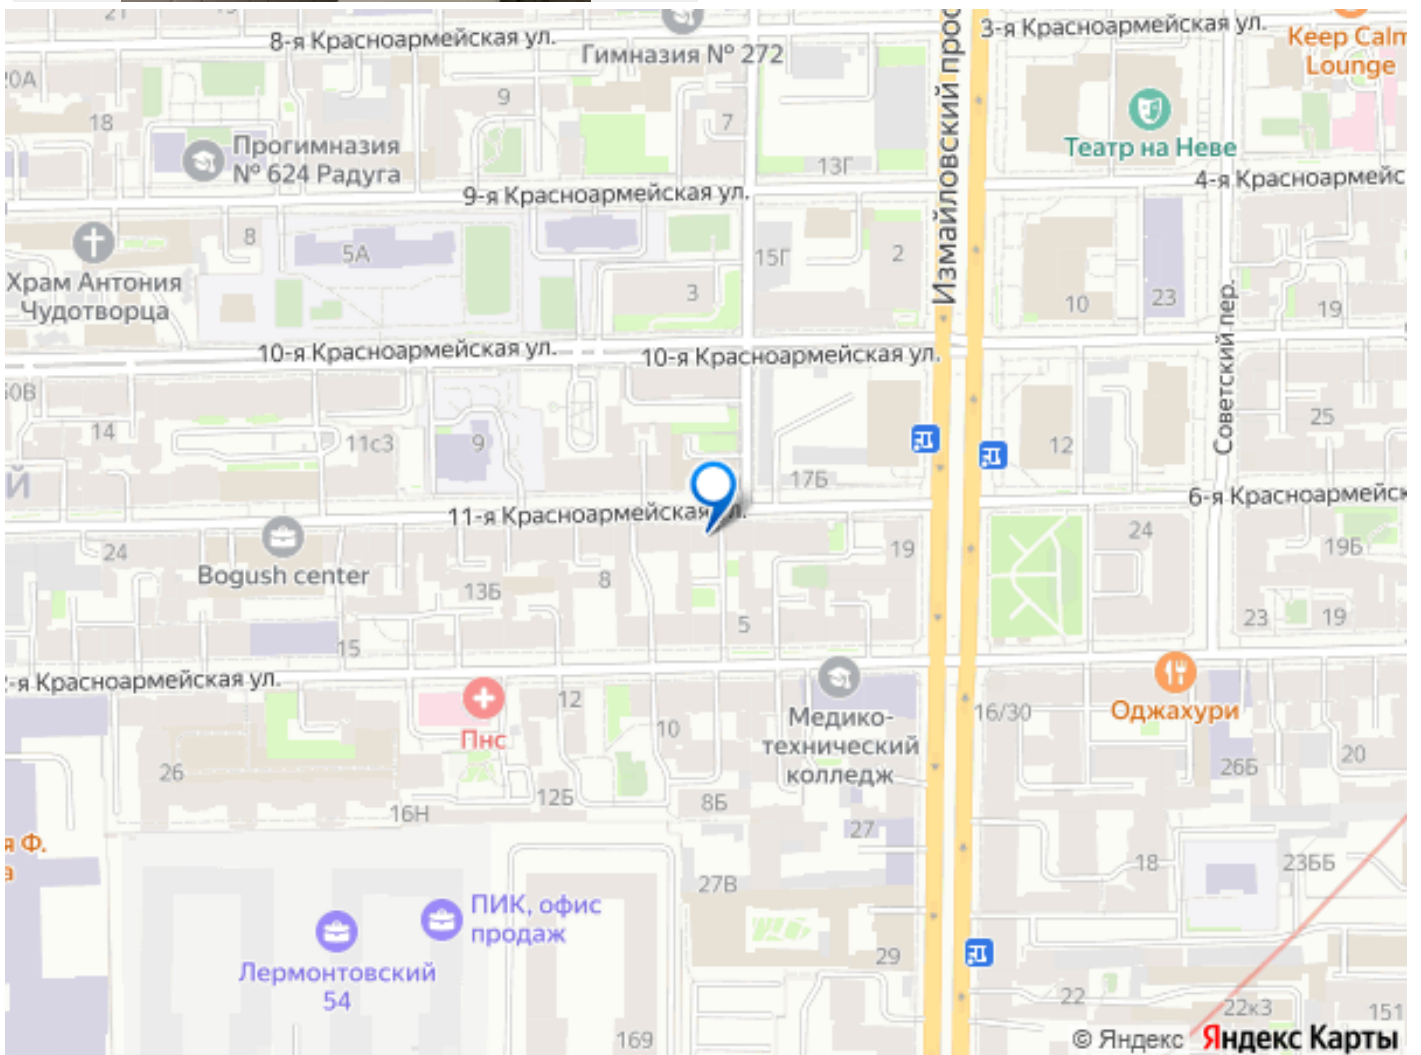 21
8-я Красноармейская ул.
Гимназия № 272
Измайловский прос
3-я Красноармейская ул.
Keep Calm
Lounge
20А
18
9
7
13Г
Прогимназия
№ 624 Радуга
Театр на Неве
9-я Красноармейская ул.
4-я Красноармейс
8
5А
15Г
2
Храм Антония
Чудотворца
3
10
23
19
Советский пер.
10-я Красноармейская ул.
10-я Красноармейская ул.
60В
14
11с3
9
12
25
Й
17Б
6-я Красноармейск
11-я Красноармейская ул.
24
Bogush center
13Б
8
19
24
19Б
5
23
19
15
-я Красноармейская ул.
Пнс
12
10
Медико-
технический
колледж
16/30
Оджахури
20
26Б
26
16Н
12Б
8Б
27
я Ф.
а
18
23ББ
27В
ПИК, офис
продаж
Лермонтовский
54
29
22
22к3
151
169
© Яндекс Яндекс Карты